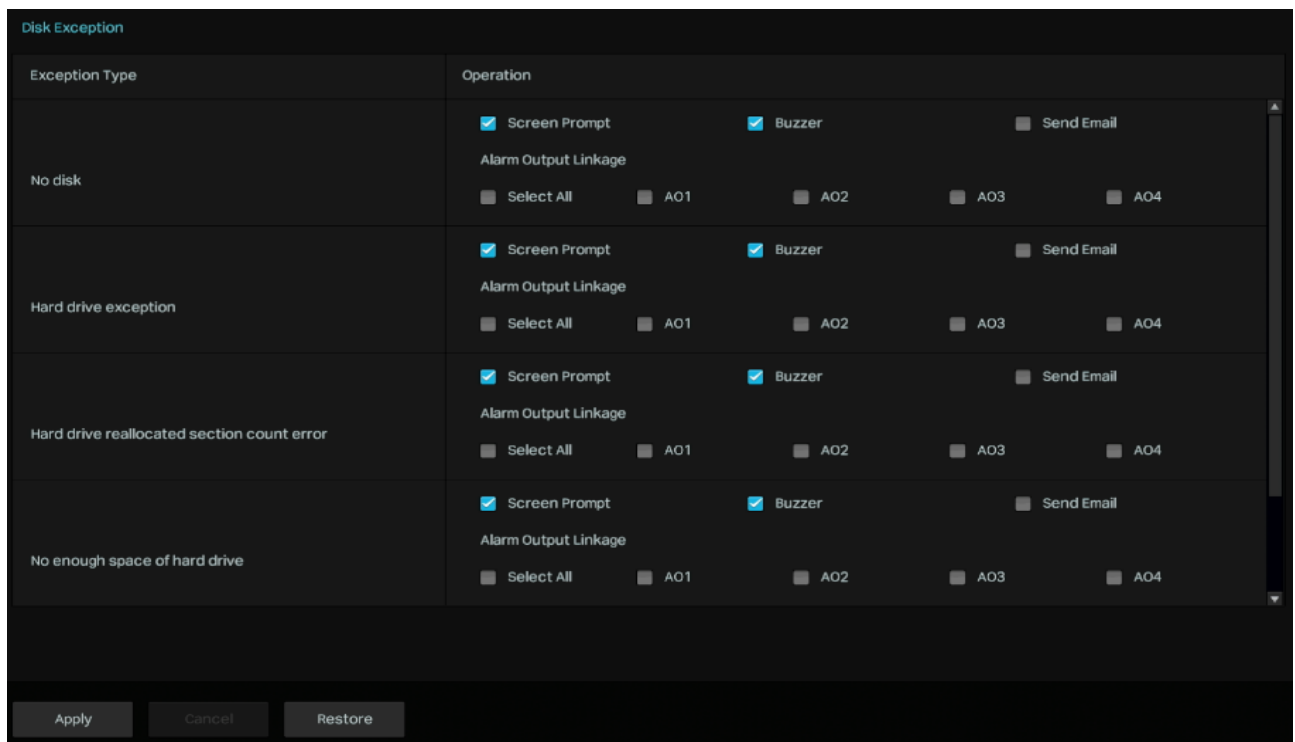 Disk Exception
Exception Type Operation
Screen Prompt Buzzer Send Email
Alarm Output Linkage
No disk
Select All AO1 AO2 AO3 AO4
Screen Prompt Buzzer Send Email
Alarm Output Linkage
Hard drive exception
Select All AO1 AO2 AO3 AO4
Screen Prompt Buzzer Send Email
Alarm Output Linkage
Hard drive reallocated section count error
Select All AO1 AO2 AO3 AO4
Screen Prompt Buzzer Send Email
Alarm Output Linkage
No enough space of hard drive
Select All AO1 AO2 AO3 AO4
Apply Cancel Restore